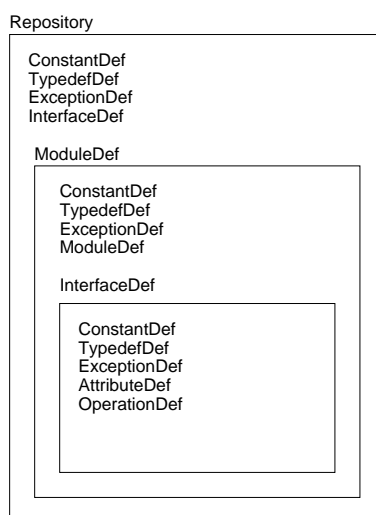 Repository
ConstantDef
TypedefDef
ExceptionDef
InterfaceDef
ModuleDef
ConstantDef
TypedefDef
ExceptionDef
ModuleDef
InterfaceDef
ConstantDef
TypedefDef
ExceptionDef
AttributeDef
OperationDef